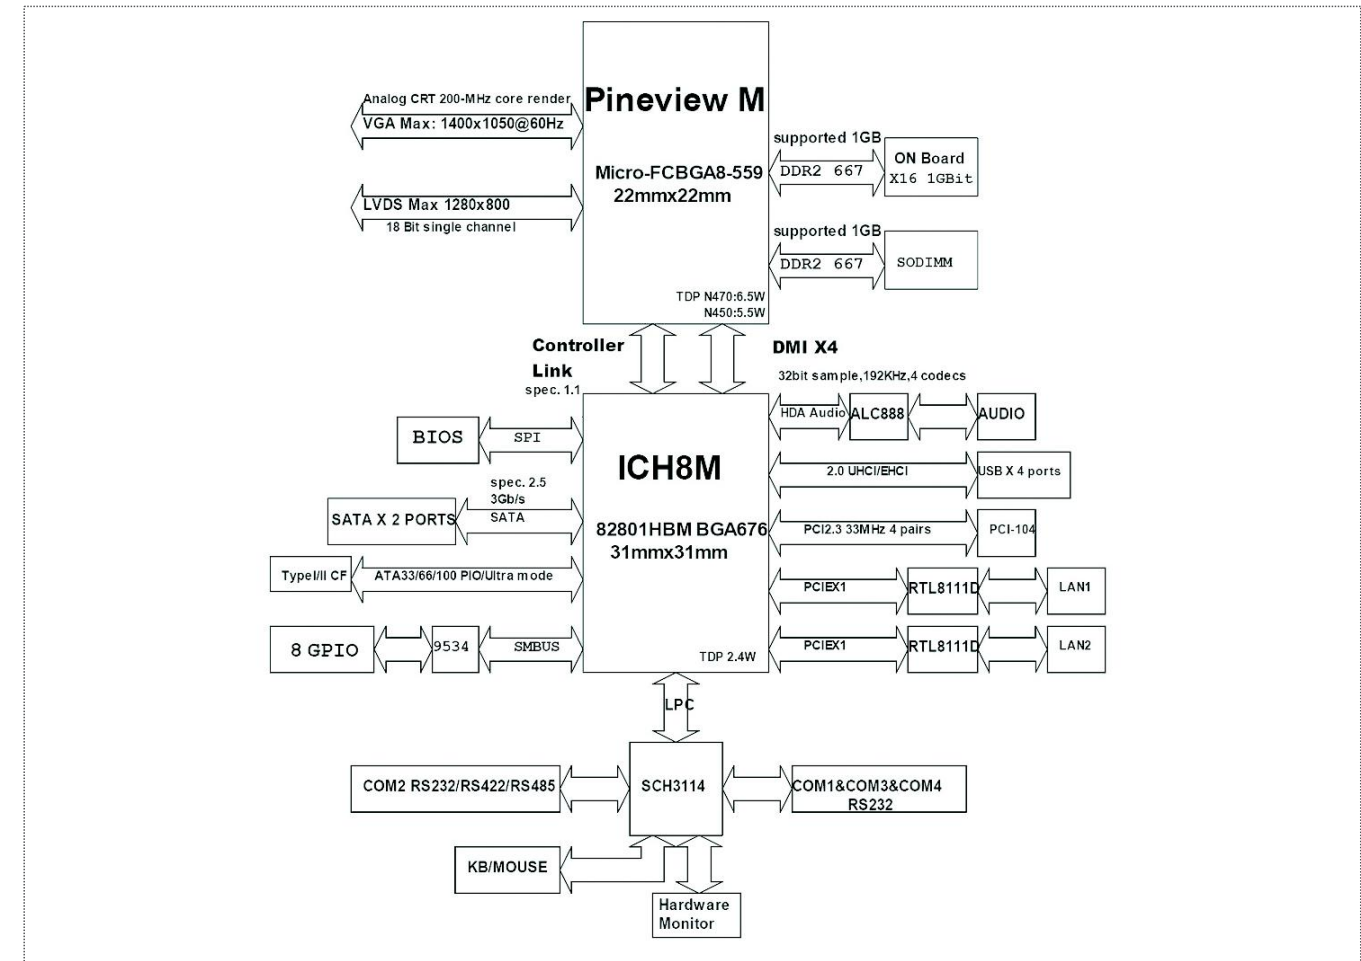 Pineview M
Micro-FCBGA8-559
22mmx22mm
TDP N470:6.5W
N450:5.5W
Analog CRT 200-MHz core render
VGA Max: 1400x1050@60Hz
LVDS Max 1280x800
18 Bit single channel
supported 1GB
DDR2 667
ON Board
X16 1GBit
supported 1GB
DDR2 667
SODIMM
Controller
Link
spec. 1.1
DMI X4
32bit sample,192KHz,4 codecs
ICH8M
82801HBM BGA676
31mmx31mm
TDP 2.4W
BIOS
SPI
spec. 2.5
3Gb/s
SATA
SATA X 2 PORTS
TypeI/II CF
ATA33/66/100 PIO/Ultra mode
8 GPIO
9534
SMBUS
HDA Audio
ALC888
AUDIO
2.0 UHCI/EHCI
USB X 4 ports
PCI2.3 33MHz 4 pairs
PCI-104
PCIEX1
RTL8111D
LAN1
PCIEX1
RTL8111D
LAN2
LPC
COM2 RS232/RS422/RS485
SCH3114
COM1&COM3&COM4
RS232
KB/MOUSE
Hardware
Monitor